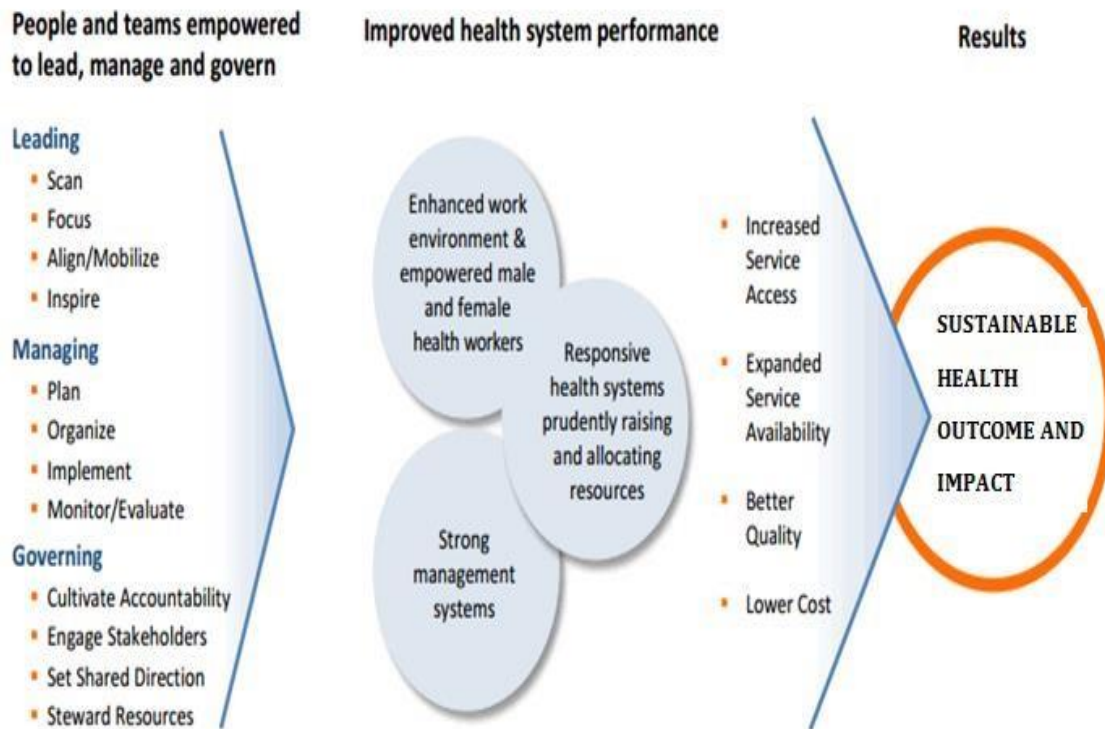 People and teams empowered
to lead, manage and govern
Improved health system performance
Results
Leading
▪ Scan
▪ Focus
▪ Align/Mobilize
▪ Inspire
Managing
▪ Plan
▪ Organize
▪ Implement
▪ Monitor/Evaluate
Governing
▪ Cultivate Accountability
▪ Engage Stakeholders
▪ Set Shared Direction
▪ Steward Resources
Enhanced work
environment &
empowered male
and female
health workers
Responsive
health systems
prudently raising
and allocating
resources
Strong
management
systems
▪ Increased
Service
Access
▪ Expanded
Service
Availability
▪ Better
Quality
▪ Lower Cost
SUSTAINABLE
HEALTH
OUTCOME AND
IMPACT